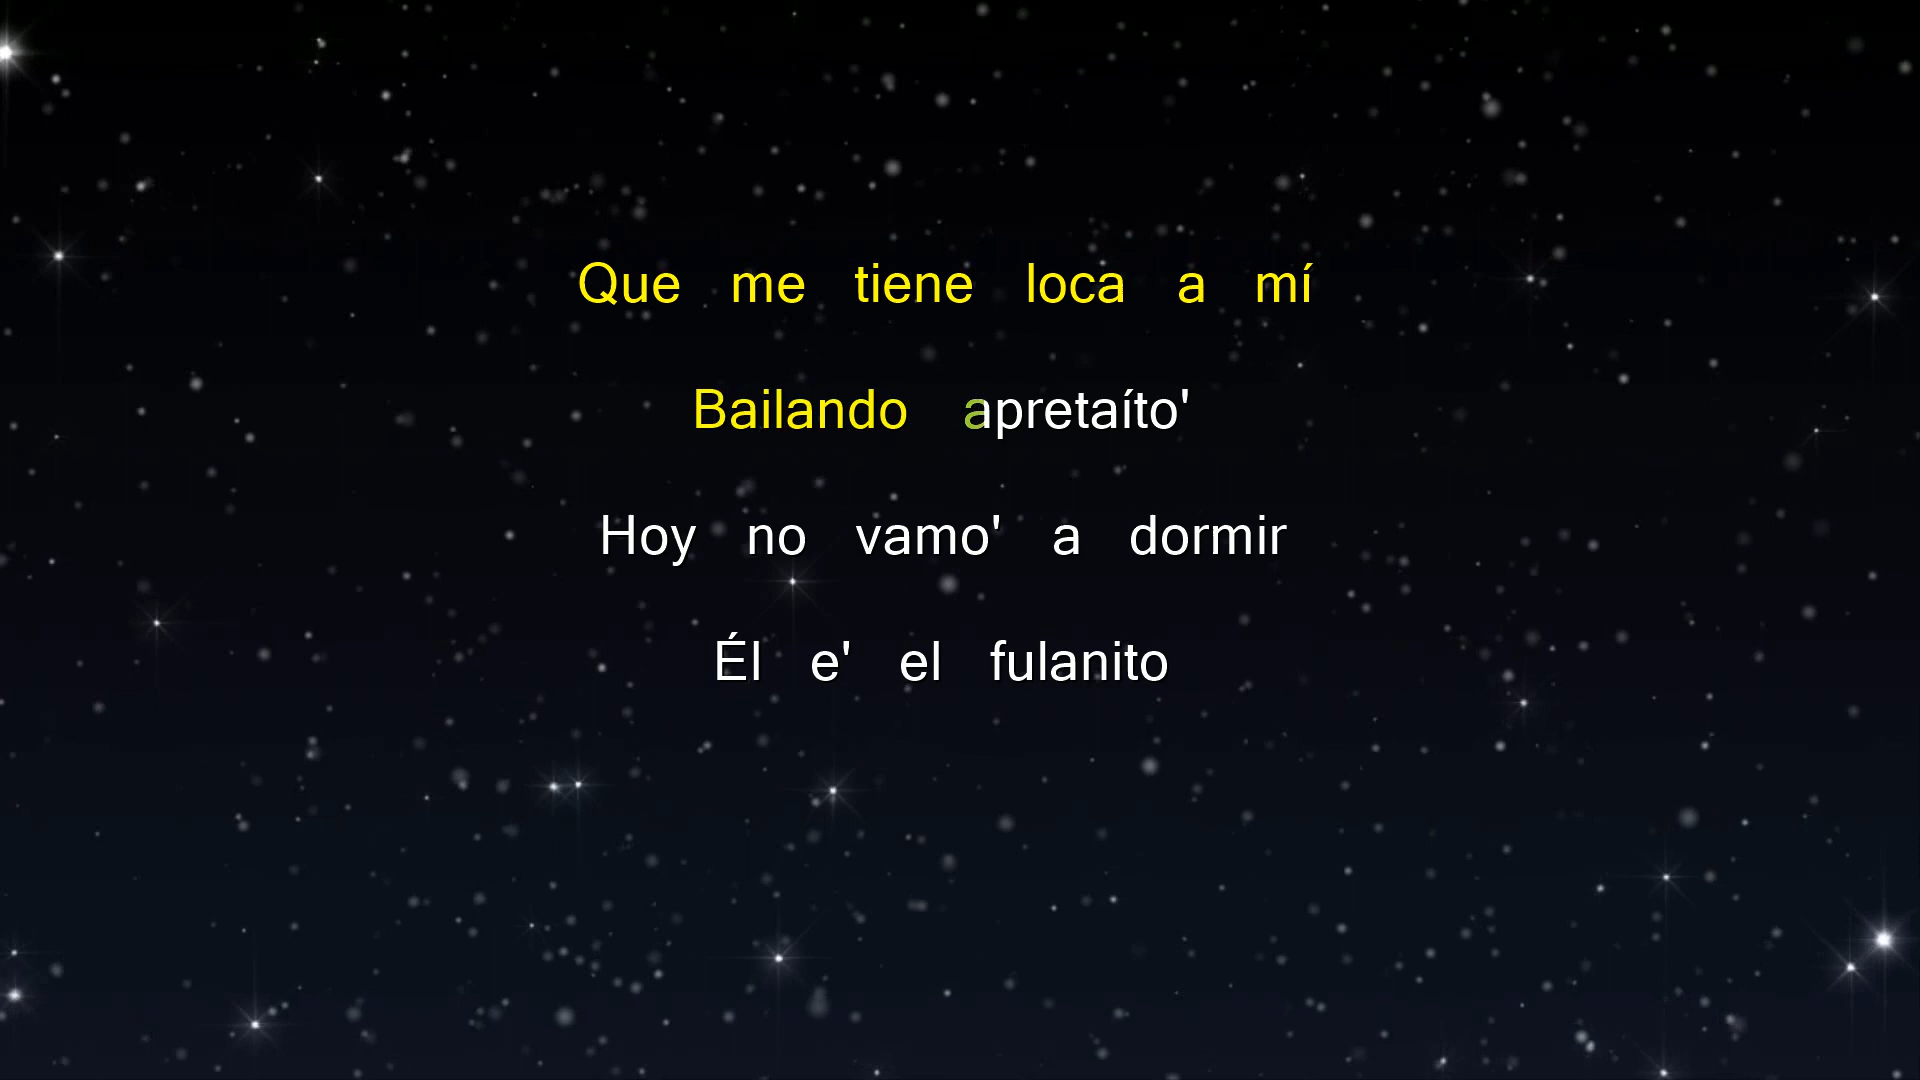 Que me tiene loca a mí
Bailando apretaíto'
Hoy no vamo' a dormir
Él e' el fulanito